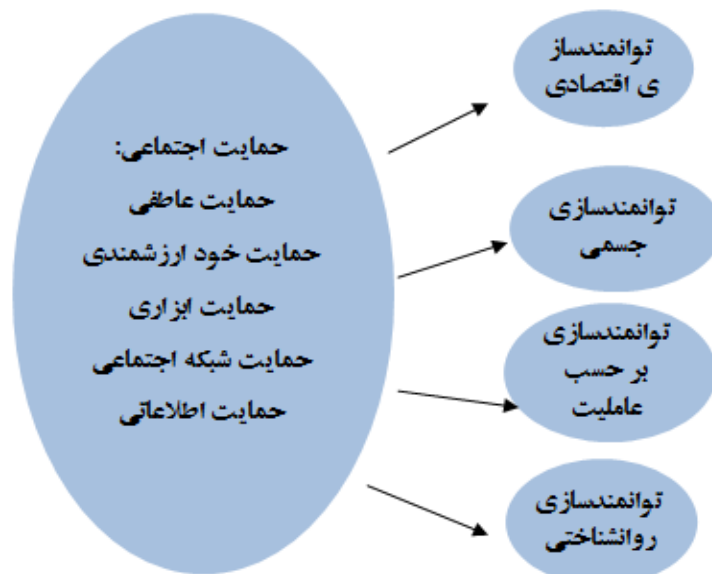 حمایت اجتماعی:
حمایت عاطفی
حمایت خود ارزشمندی
حمایت ابزاری
حمایت شبکه اجتماعی
حمایت اطلاعاتی
توانمندساز
ی اقتصادی
توانمندسازی
جسمی
توانمندسازی
بر حسب
عاملیت
توانمندسازی
روانشناختی